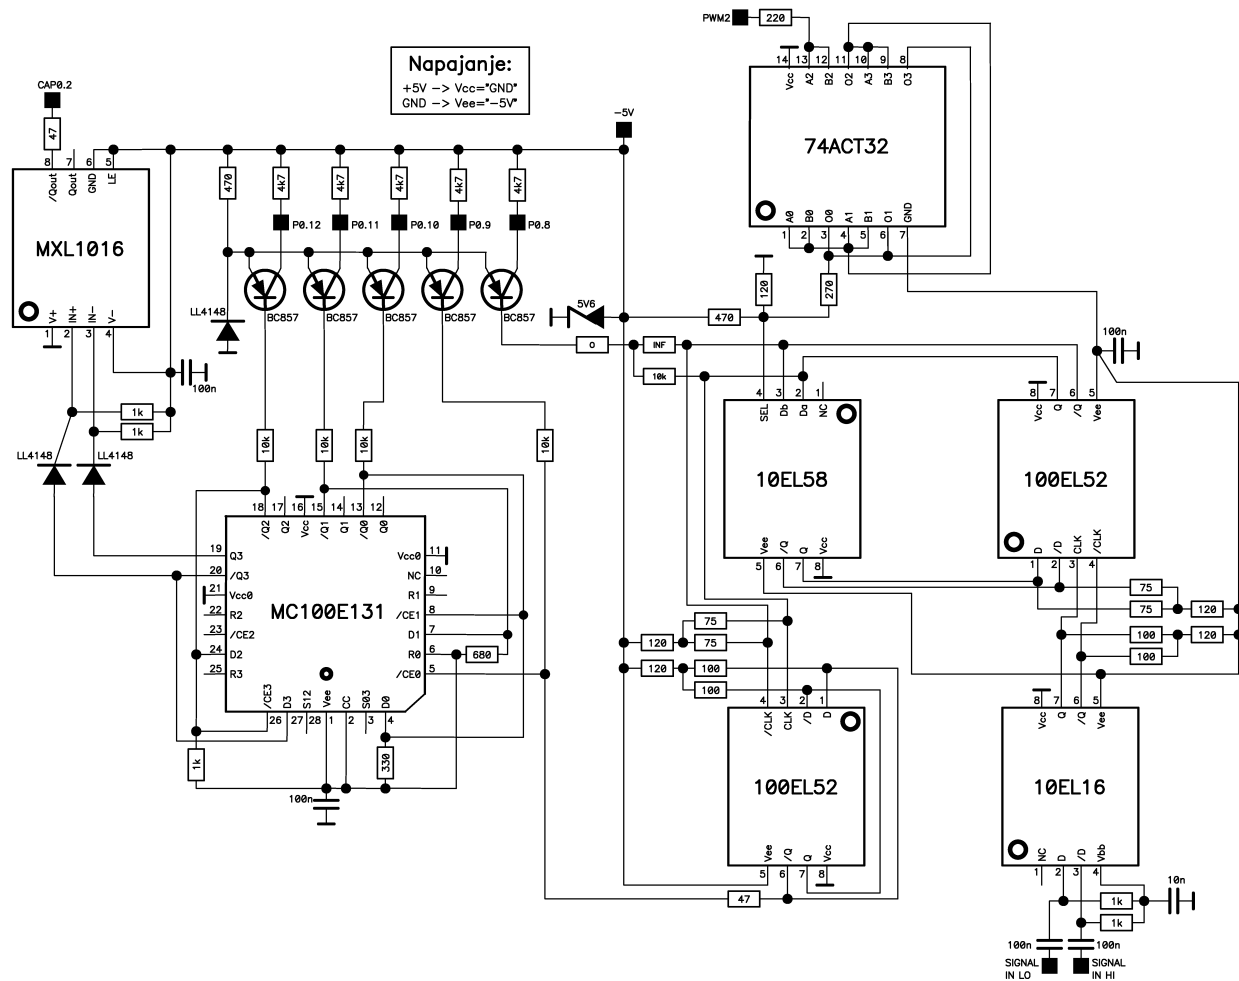 PWM2
220
Napajanje:
+5V -> Vcc="GND"
GND -> Vee="-5V"
14 13 12 11 10 9 8
Vcc A2 B2 O2 A3 B3 O3
74ACT32
A0 B0 O0 A1 B1 O1 GND
1 2 3 4 5 6 7
CAP0.2
47
-5V
8 7 6 5
/Qout Qout GND LE
MXL1016
V+ IN+ IN- V-
1 2 3 4
470 4k7 4k7 4k7 4k7 4k7
P0.12 P0.11 P0.10 P0.9 P0.8
LL4148
BC857 BC857 BC857 BC857 BC857
5V6
470
120
270
100n
100n
0
INF
10k
1k
1k
LL4148 LL4148
10k 10k 10k 10k
4 3 2 1
SEL Db Da NC
10EL58
Vee /Q Q Vcc
5 6 7 8
8 7 6 5
Vcc Q /Q Vee
100EL52
D /D CLK /CLK
1 2 3 4
18 17 16 15 14 13 12
/Q2 Q2 Vcc /Q1 Q1 /Q0 Q0
19 Q3
20 /Q3
21 Vcc0
22 R2
23 /CE2
24 D2
25 R3
MC100E131
Vcc0 11
NC 10
R1 9
/CE1 8
D1 7
R0 6
/CE0 5
680
/CE3 D3 S12 Vee CC S03 D0
26 27 28 1 2 3 4
1k
330
100n
75
75
120
100
120
100
75
120
75
120
100
100
4 3 2 1
/CLK CLK /D D
100EL52
Vee /Q Q Vcc
5 6 7 8
47
8 7 6 5
Vcc Q /Q Vee
10EL16
NC D /D Vbb
1 2 3 4
10n
1k
1k
100n
100n
SIGNAL
IN LO
SIGNAL
IN HI